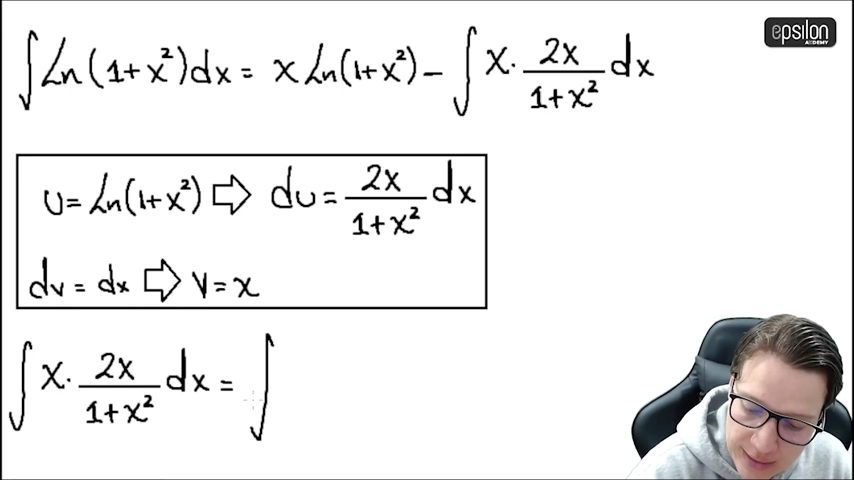 epsilon
ACADEMY
∫Ln(1+x²)dx = x Ln(1+x²) - ∫ x · 2x/(1+x²) dx
U = Ln(1+x²) ⇨ du = 2x/(1+x²) dx
dv = dx ⇨ v = x
∫ x · 2x/(1+x²) dx = ∫